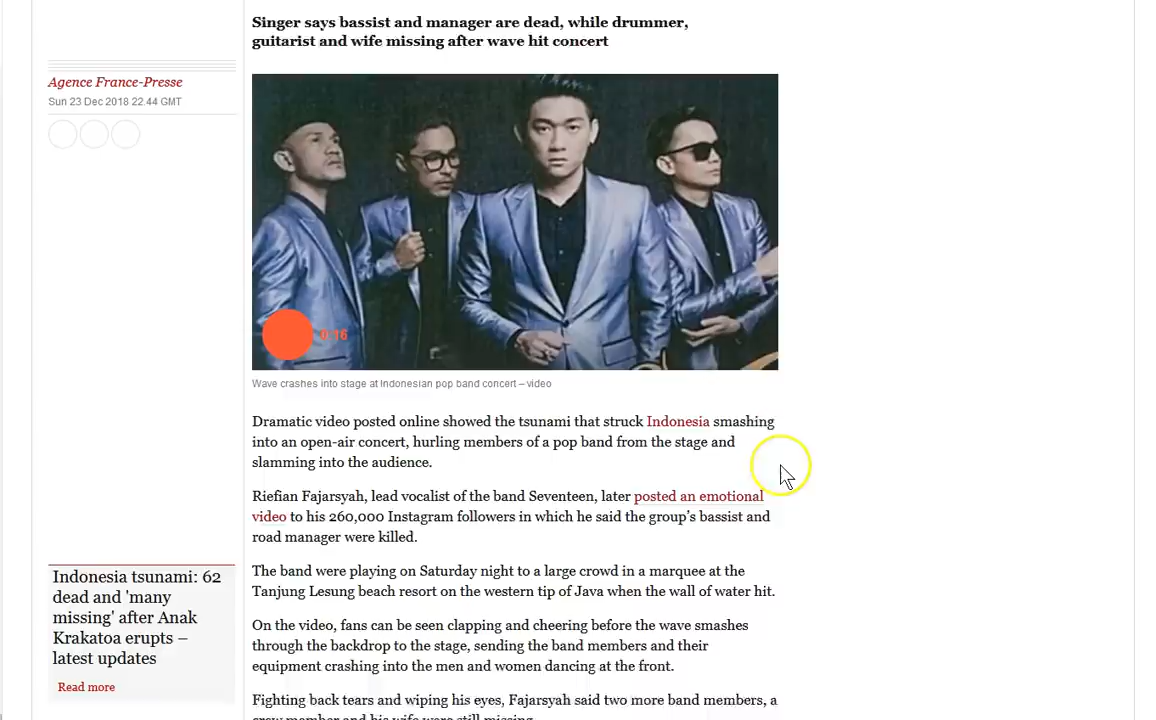 Singer says bassist and manager are dead, while drummer,
guitarist and wife missing after wave hit concert
Agence France-Presse
Sun 23 Dec 2018 22.44 GMT
0:16
Wave crashes into stage at Indonesian pop band concert – video
Dramatic video posted online showed the tsunami that struck Indonesia smashing
into an open-air concert, hurling members of a pop band from the stage and
slamming into the audience.
Riefian Fajarsyah, lead vocalist of the band Seventeen, later posted an emotional
video to his 260,000 Instagram followers in which he said the group’s bassist and
road manager were killed.
The band were playing on Saturday night to a large crowd in a marquee at the
Tanjung Lesung beach resort on the western tip of Java when the wall of water hit.
On the video, fans can be seen clapping and cheering before the wave smashes
through the backdrop to the stage, sending the band members and their
equipment crashing into the men and women dancing at the front.
Fighting back tears and wiping his eyes, Fajarsyah said two more band members, a
crew member and his wife were still missing.
Indonesia tsunami: 62
dead and 'many
missing' after Anak
Krakatoa erupts –
latest updates
Read more